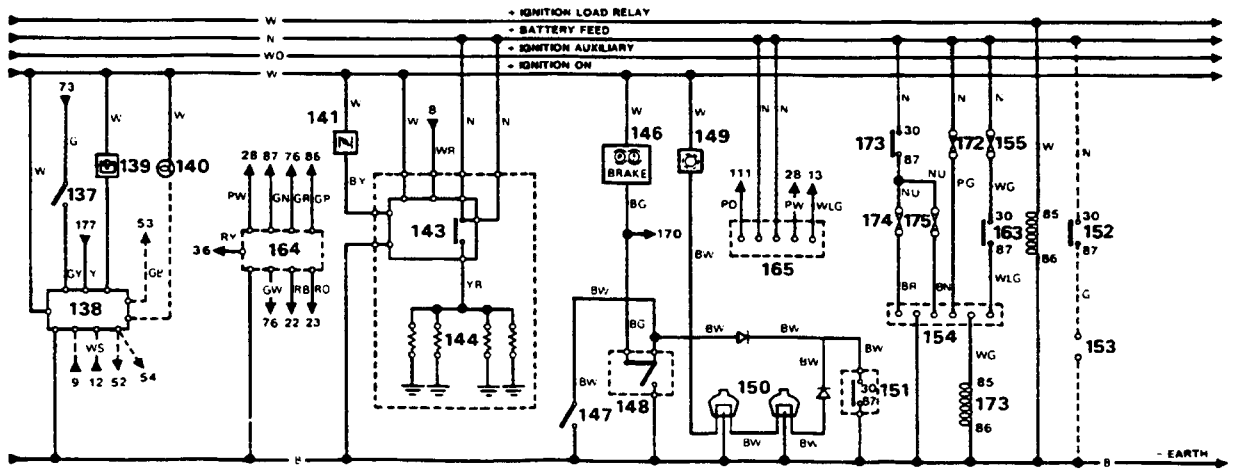 W + IGNITION LOAD RELAY
N + BATTERY FEED
WO + IGNITION AUXILIARY
W + IGNITION ON
73
G
W
W
W
137
139
140
177
53
GY
Y
138
WS
9
12
52
54
28
87
76
86
PW
GN
GR
GP
RY
36
164
GW
RB
RO
76
22
23
141
W
BY
W
8
WR
N
N
143
YR
144
W
146
BRAKE
BG
170
BW
BG
BW
147
148
W
149
BW
BW
BW
BW
150
BW
BW
30
87
151
N
N
111
28
13
PW
WLG
165
N
30
173
87
NU
NU
174
175
BR
BN
N
172
PG
N
155
WG
30
163
87
WLG
154
WG
85
173
86
W
85
86
N
30
152
87
G
153
B
B
- EARTH